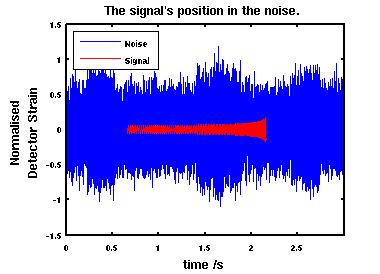 The signal's position in the noise.
1.5
Noise
Signal
1
0.5
0
-0.5
-1
-1.5
Normalised
Detector Strain
0 0.5 1 1.5 2 2.5
time /s